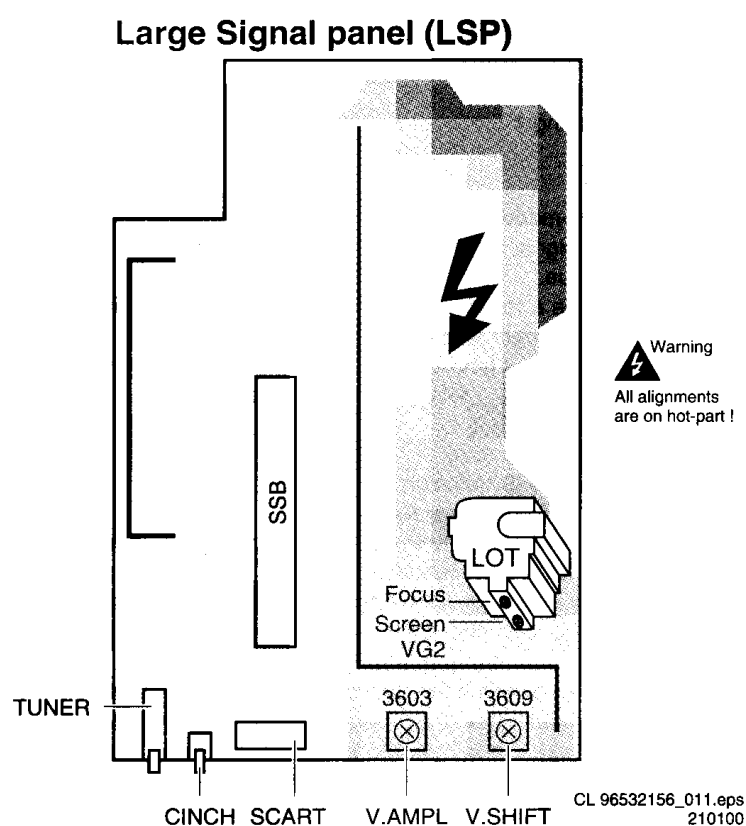 Large Signal panel (LSP)
Warning
All alignments
are on hot-part !
SSB
LOT
Focus
Screen
VG2
3603 3609
TUNER
CINCH SCART V.AMPL V.SHIFT
CL 96532156_011.eps
210100